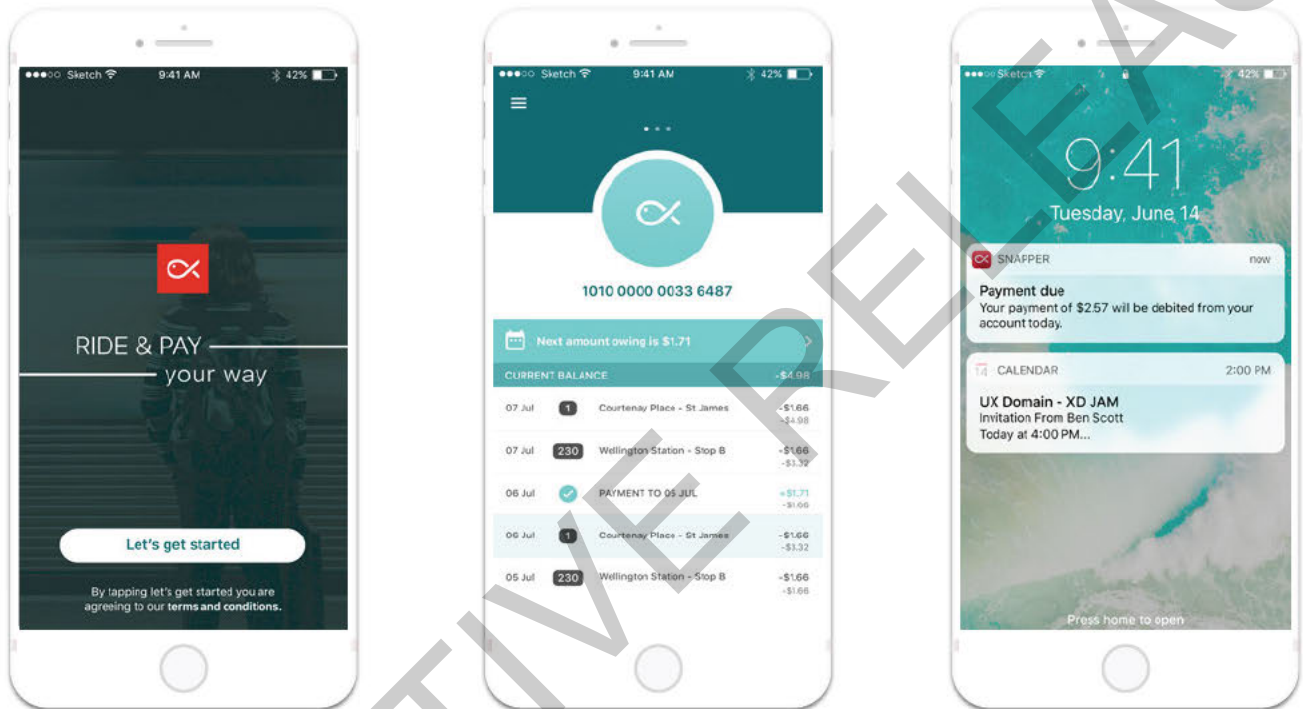 ●●●○○ Sketch 9:41 AM 42%
RIDE & PAY
your way
Let's get started
By tapping let's get started you are
agreeing to our terms and conditions.
●●●○○ Sketch 9:41 AM 42%
1010 0000 0033 6487
Next amount owing is $1.71 >
CURRENT BALANCE -$4.98
07 Jul 1 Courtenay Place - St James -$1.66
-$4.98
07 Jul 230 Wellington Station - Stop B -$1.66
-$3.32
06 Jul PAYMENT TO 05 JUL +$1.71
-$1.66
06 Jul 1 Courtenay Place - St James -$1.66
-$3.32
05 Jul 230 Wellington Station - Stop B -$1.66
-$1.66
●●●○○ Sketch 42%
9:41
Tuesday, June 14
SNAPPER now
Payment due
Your payment of $2.57 will be debited from your
account today.
14 CALENDAR 2:00 PM
UX Domain - XD JAM
Invitation From Ben Scott
Today at 4:00 PM...
Press home to open
TIVE RELEAS